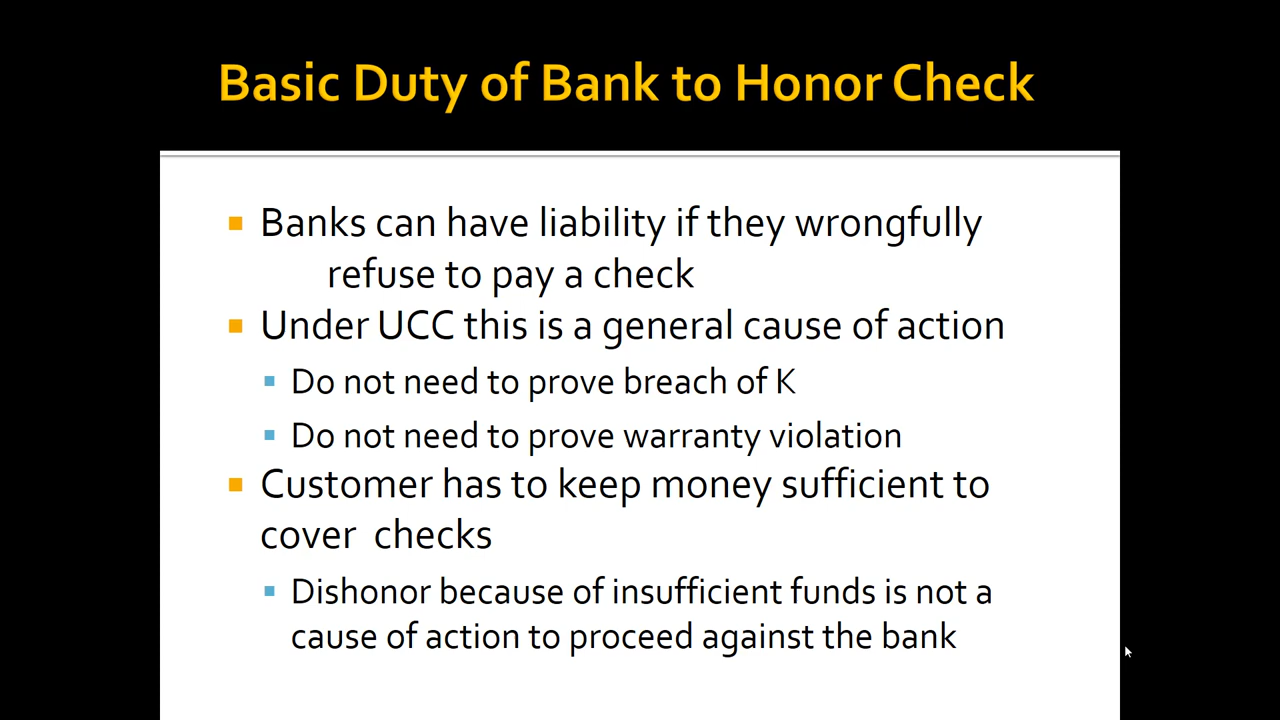 Basic Duty of Bank to Honor Check
Banks can have liability if they wrongfully
refuse to pay a check
Under UCC this is a general cause of action
Do not need to prove breach of K
Do not need to prove warranty violation
Customer has to keep money sufficient to
cover checks
Dishonor because of insufficient funds is not a
cause of action to proceed against the bank